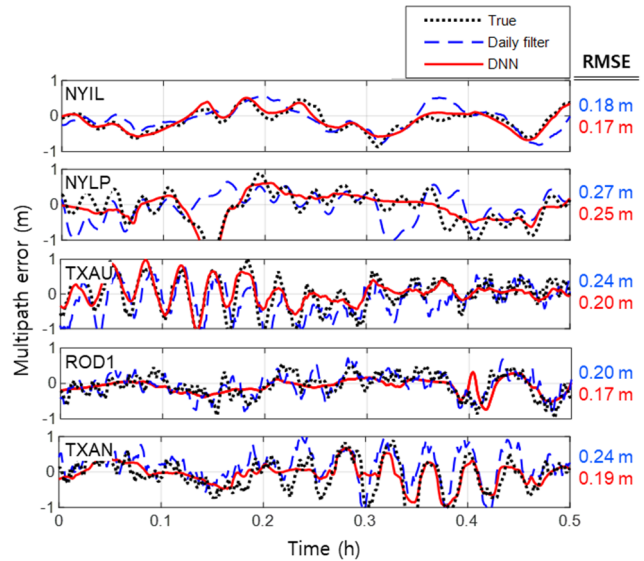 True
Daily filter
DNN
RMSE
NYIL
1
0
-1
0.18 m
0.17 m
NYLP
1
0
-1
0.27 m
0.25 m
TXAU
1
0
-1
0.24 m
0.20 m
ROD1
1
0
-1
0.20 m
0.17 m
TXAN
1
0
-1
0.24 m
0.19 m
0 0.1 0.2 0.3 0.4 0.5
Time (h)
Multipath error (m)